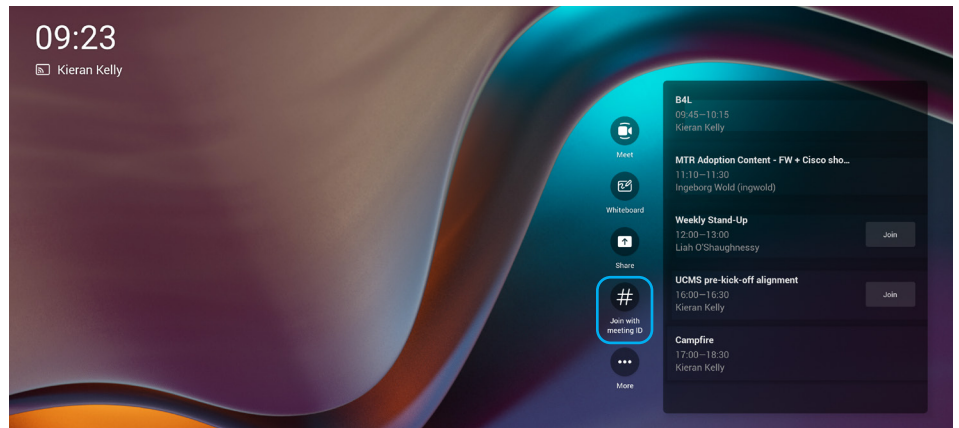 09:23
Kieran Kelly
Meet
Whiteboard
Share
#
Join with
meeting ID
More
B4L
09:45–10:15
Kieran Kelly
MTR Adoption Content - FW + Cisco sho...
11:10–11:30
Ingeborg Wold (ingwold)
Weekly Stand-Up
12:00–13:00
Liah O'Shaughnessy
Join
UCMS pre-kick-off alignment
16:00–16:30
Kieran Kelly
Join
Campfire
17:00–18:30
Kieran Kelly